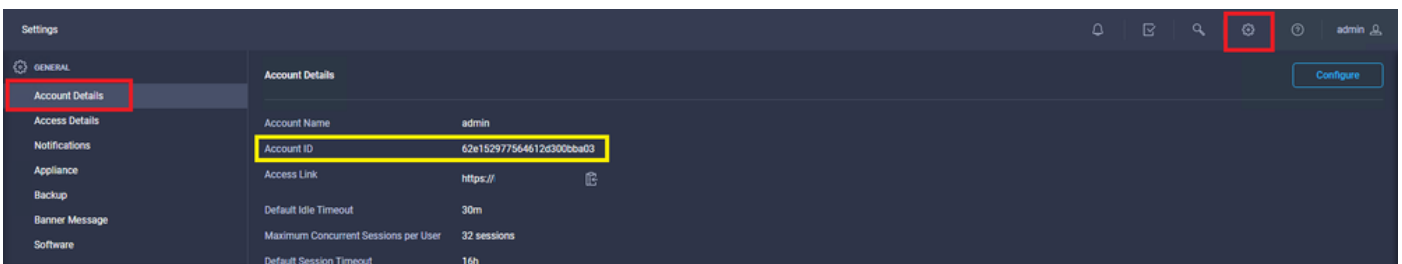 Settings
admin
GENERAL
Account Details
Access Details
Notifications
Appliance
Backup
Banner Message
Software
Account Details
Configure
Account Name admin
Account ID 62e152977564612d300bba03
Access Link https://
Default Idle Timeout 30m
Maximum Concurrent Sessions per User 32 sessions
Default Session Timeout 16h